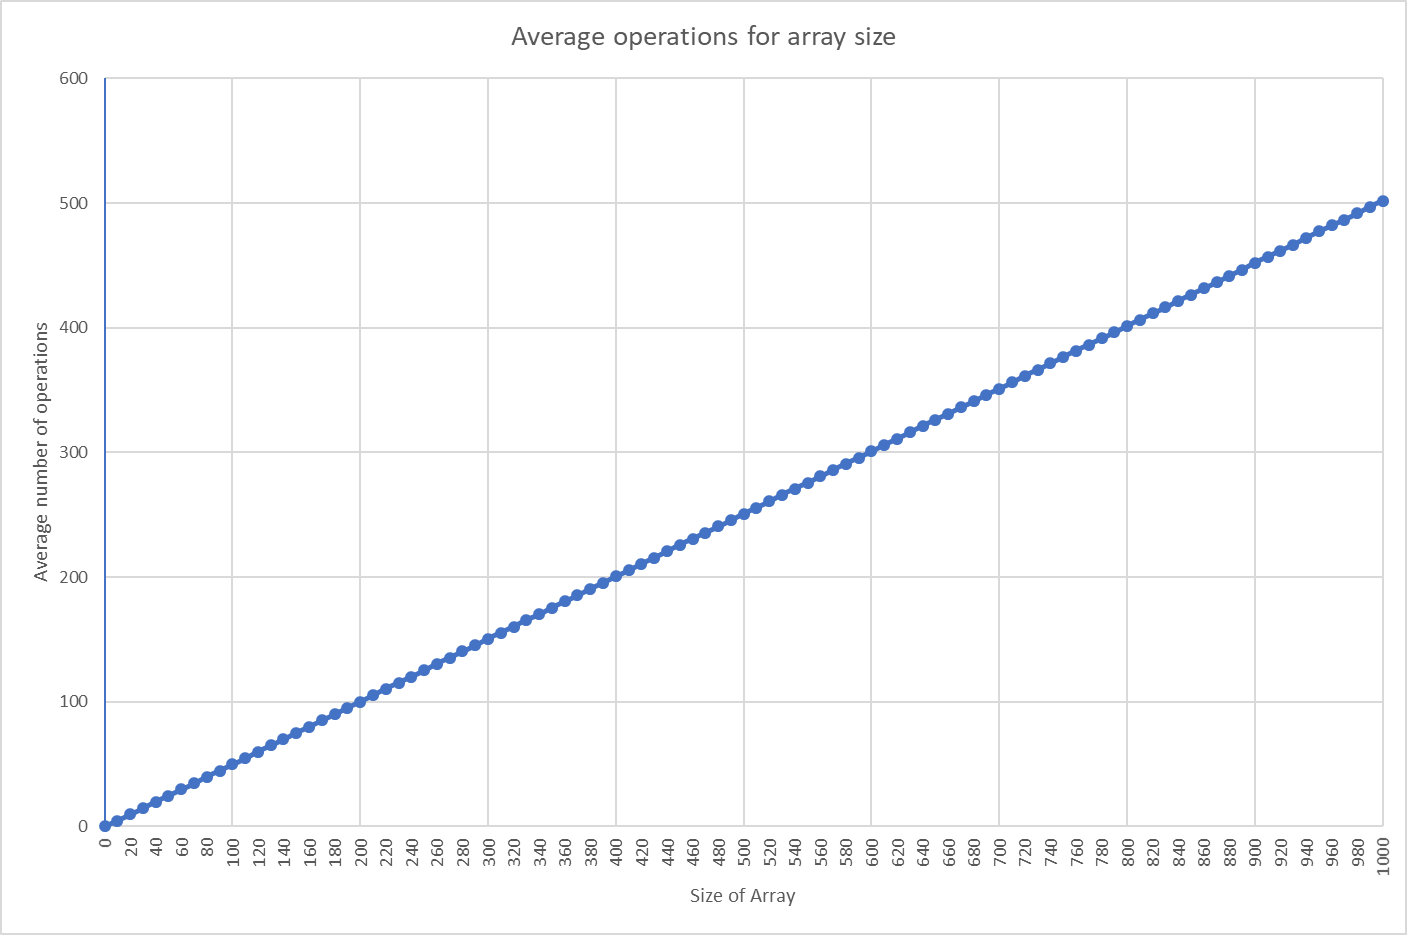 Average operations for array size
600
500
400
300
200
100
0
Average number of operations
0 20 40 60 80 100 120 140 160 180 200 220 240 260 280 300 320 340 360 380 400 420 440 460 480 500 520 540 560 580 600 620 640 660 680 700 720 740 760 780 800 820 840 860 880 900 920 940 960 980 1000
Size of Array